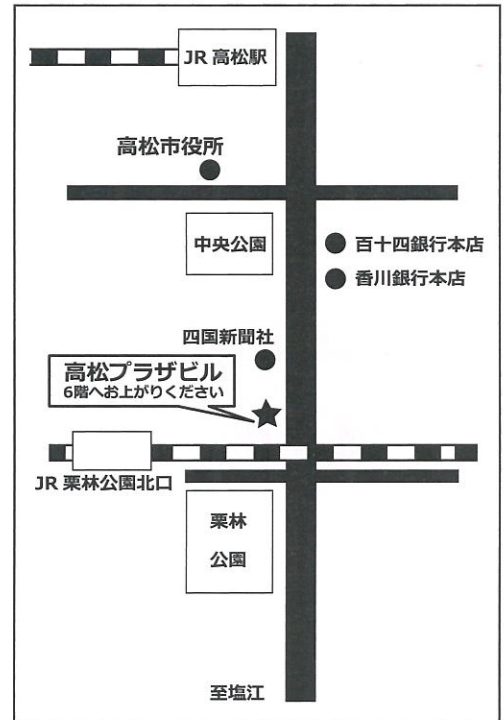 JR 高松駅
高松市役所
中央公園
百十四銀行本店
香川銀行本店
四国新聞社
高松プラザビル
6階へお上がりください
JR 栗林公園北口
栗林
公園
至塩江